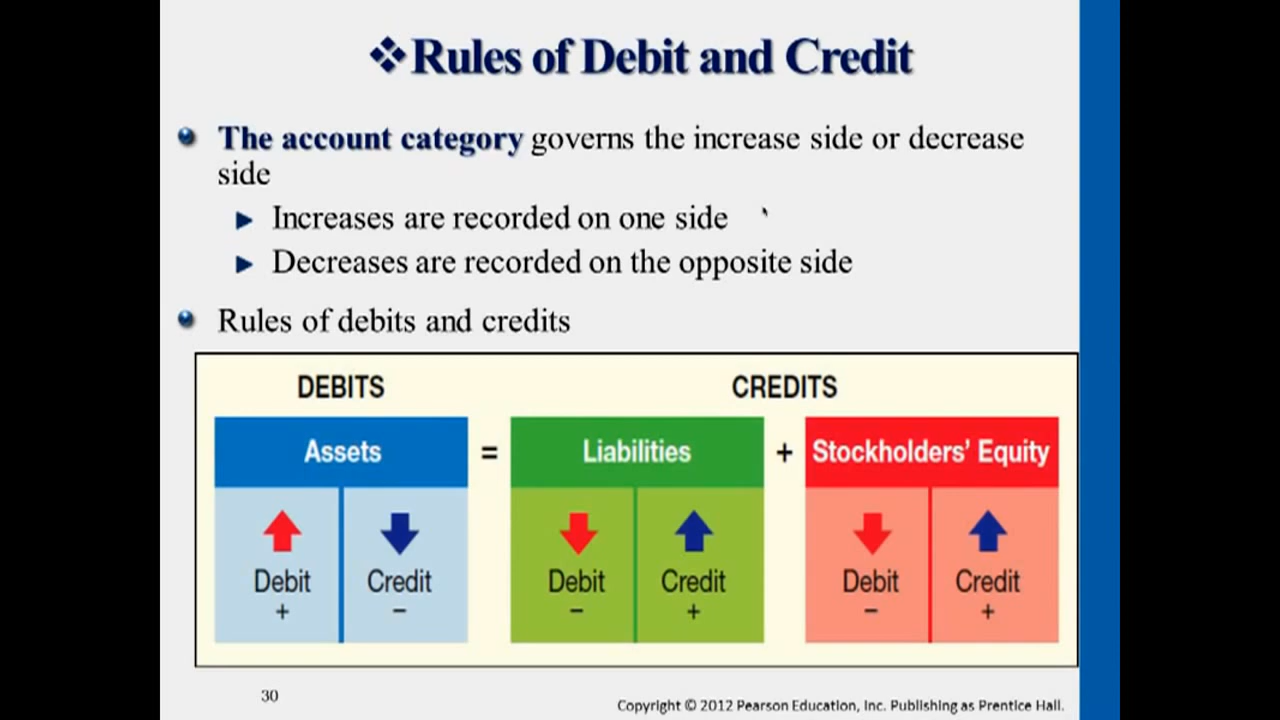 ❖Rules of Debit and Credit
The account category governs the increase side or decrease
side
Increases are recorded on one side
Decreases are recorded on the opposite side
Rules of debits and credits
DEBITS CREDITS
Assets = Liabilities + Stockholders' Equity
Debit Credit Debit Credit Debit Credit
+ − − + − +
30
Copyright © 2012 Pearson Education, Inc. Publishing as Prentice Hall.